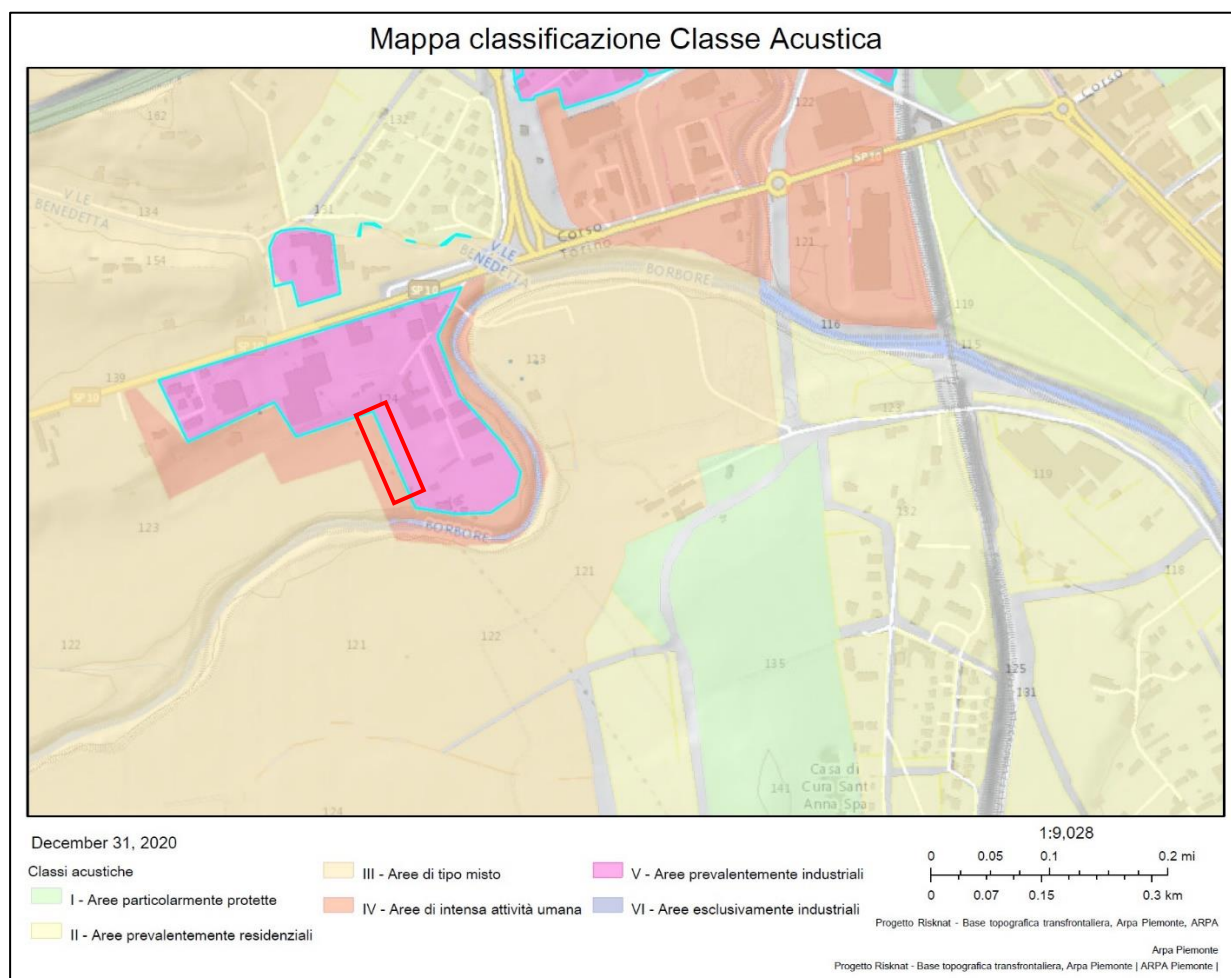 Mappa classificazione Classe Acustica
182
132
122
Corso
SP10
V.LE
BENEDETTA
134
131
154
Corso
Torino
V.LE
BENEDETTA
121
BORBORE
SP10
119
116
115
139
SP10
123
124
123
119
BORBORE
123
132
121
118
122
121
122
135
125
131
Casa di
141 Cura Sant
Anna Spa
124
December 31, 2020
Classi acustiche
I - Aree particolarmente protette
II - Aree prevalentemente residenziali
III - Aree di tipo misto
IV - Aree di intensa attività umana
V - Aree prevalentemente industriali
VI - Aree esclusivamente industriali
1:9,028
0 0.05 0.1 0.2 mi
0 0.07 0.15 0.3 km
Progetto Risknat - Base topografica transfrontaliera, Arpa Piemonte, ARPA
Arpa Piemonte
Progetto Risknat - Base topografica transfrontaliera, Arpa Piemonte | ARPA Piemonte |